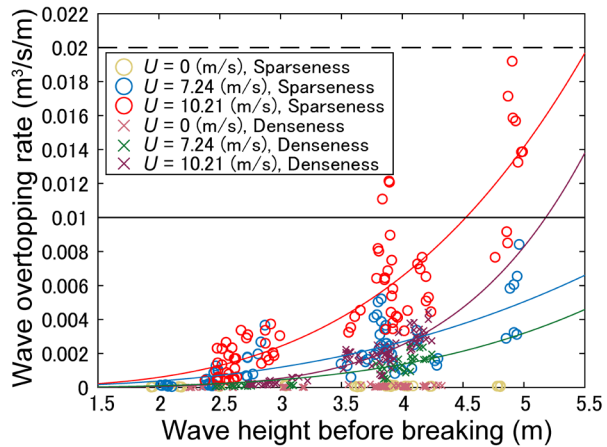 Wave overtopping rate (m³/s/m)
0.02
0.02
0.018
0.016
0.014
0.012
0.01
0.008
0.006
0.004
0.002
0
U = 0 (m/s), Sparseness
U = 7.24 (m/s), Sparseness
U = 10.21 (m/s), Sparseness
U = 0 (m/s), Denseness
U = 7.24 (m/s), Denseness
U = 10.21 (m/s), Denseness
1.5 2 2.5 3 3.5 4 4.5 5 5.5
Wave height before breaking (m)